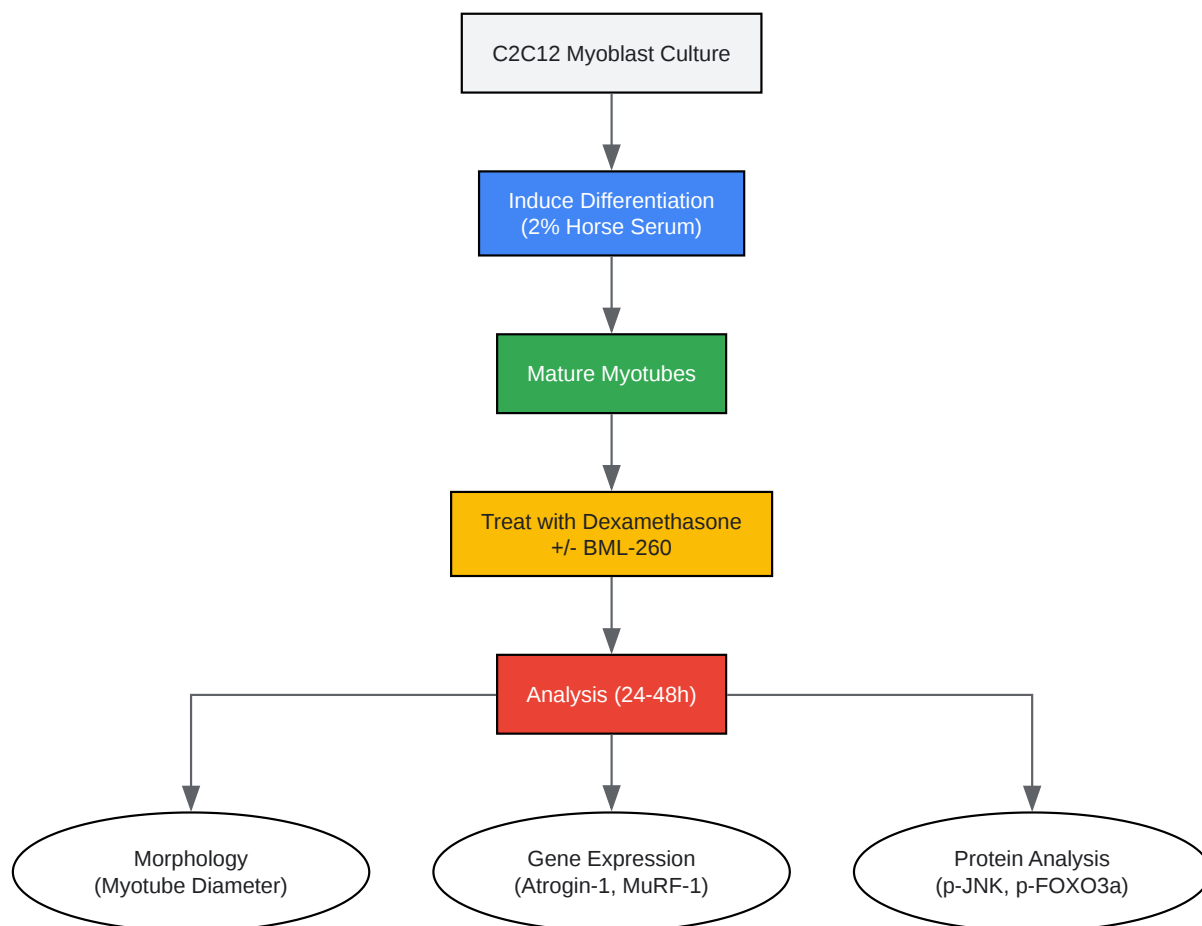 C2C12 Myoblast Culture
Induce Differentiation
(2% Horse Serum)
Mature Myotubes
Treat with Dexamethasone
+/- BML-260
Analysis (24-48h)
Morphology
(Myotube Diameter)
Gene Expression
(Atrogin-1, MuRF-1)
Protein Analysis
(p-JNK, p-FOXO3a)